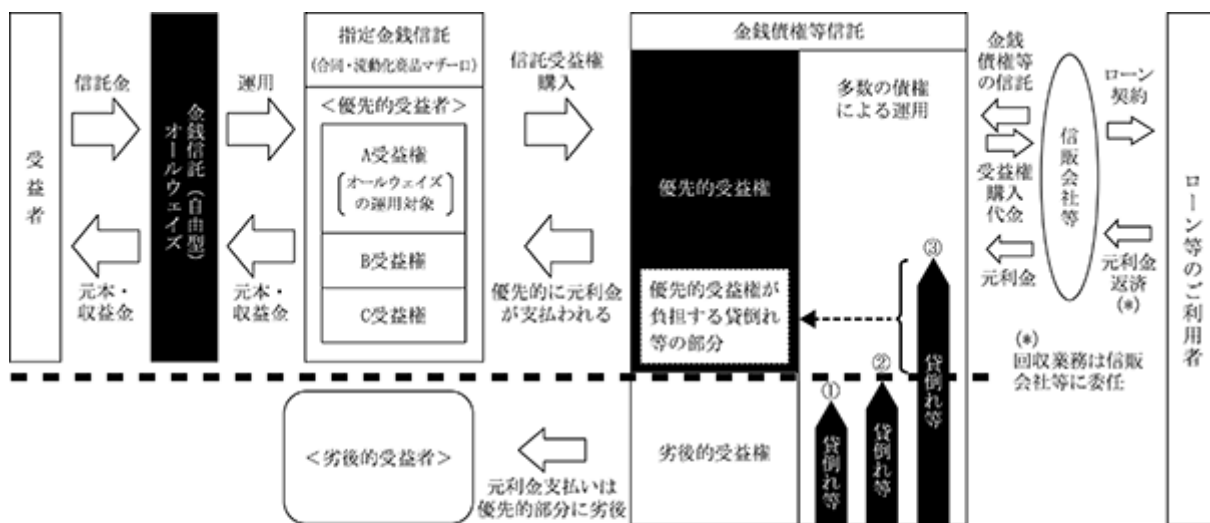 受益者
信託金
元本・
収益金
金銭信託（自由型）
オールウェイズ
運用
元本・
収益金
指定金銭信託
（合同・流動化商品マザー口）
＜優先的受益者＞
A受益権
オールウェイズ
の運用対象
B受益権
C受益権
信託受益権
購入
優先的に元利金
が支払われる
＜劣後的受益者＞
元利金支払いは
優先的部分に劣後
金銭債権等信託
優先的受益権
優先的受益権が
負担する貸倒れ
等の部分
劣後的受益権
多数の債権
による運用
①
貸倒れ等
②
貸倒れ等
③
貸倒れ等
金銭
債権等
の信託
受益権
購入
代金
元利金
信販会社等
ローン
契約
元利金
返済
(*)
(*)
回収業務は信販
会社等に委任
ローン等のご利用者